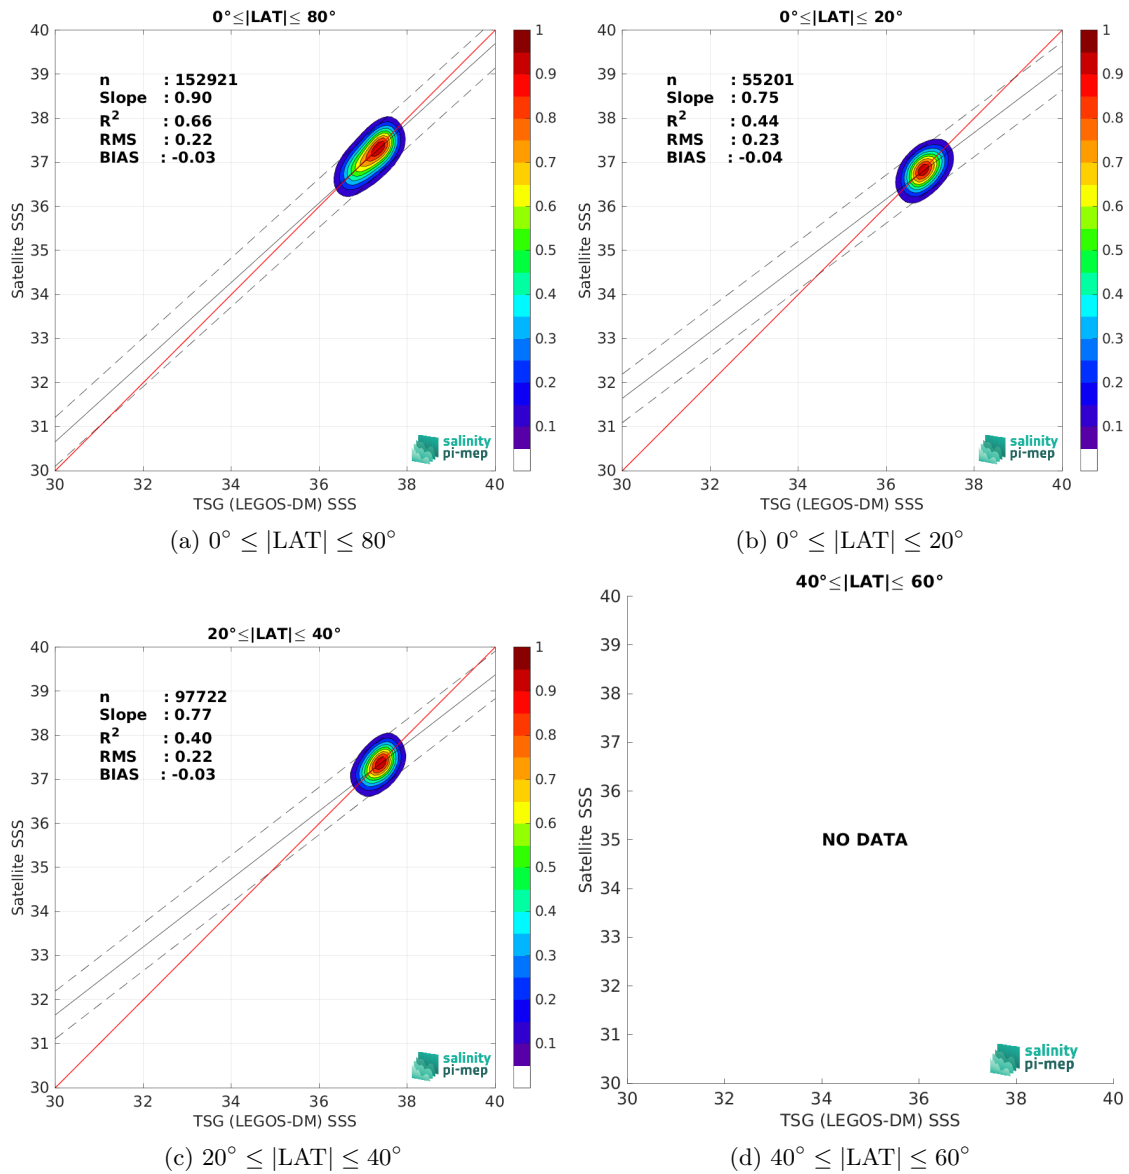 0°≤|LAT|≤ 80°
40
39
38
37
36
35
34
33
32
31
30
Satellite SSS
n : 152921
Slope : 0.90
R² : 0.66
RMS : 0.22
BIAS : -0.03
salinity
pi-mep
30 32 34 36 38 40
TSG (LEGOS-DM) SSS
1
0.9
0.8
0.7
0.6
0.5
0.4
0.3
0.2
0.1
(a) 0° ≤ |LAT| ≤ 80°
0°≤|LAT|≤ 20°
40
39
38
37
36
35
34
33
32
31
30
Satellite SSS
n : 55201
Slope : 0.75
R² : 0.44
RMS : 0.23
BIAS : -0.04
salinity
pi-mep
30 32 34 36 38 40
TSG (LEGOS-DM) SSS
1
0.9
0.8
0.7
0.6
0.5
0.4
0.3
0.2
0.1
(b) 0° ≤ |LAT| ≤ 20°
20°≤|LAT|≤ 40°
40
39
38
37
36
35
34
33
32
31
30
Satellite SSS
n : 97722
Slope : 0.77
R² : 0.40
RMS : 0.22
BIAS : -0.03
salinity
pi-mep
30 32 34 36 38 40
TSG (LEGOS-DM) SSS
1
0.9
0.8
0.7
0.6
0.5
0.4
0.3
0.2
0.1
(c) 20° ≤ |LAT| ≤ 40°
40°≤|LAT|≤ 60°
40
39
38
37
36
35
34
33
32
31
30
Satellite SSS
NO DATA
salinity
pi-mep
30 32 34 36 38 40
TSG (LEGOS-DM) SSS
(d) 40° ≤ |LAT| ≤ 60°